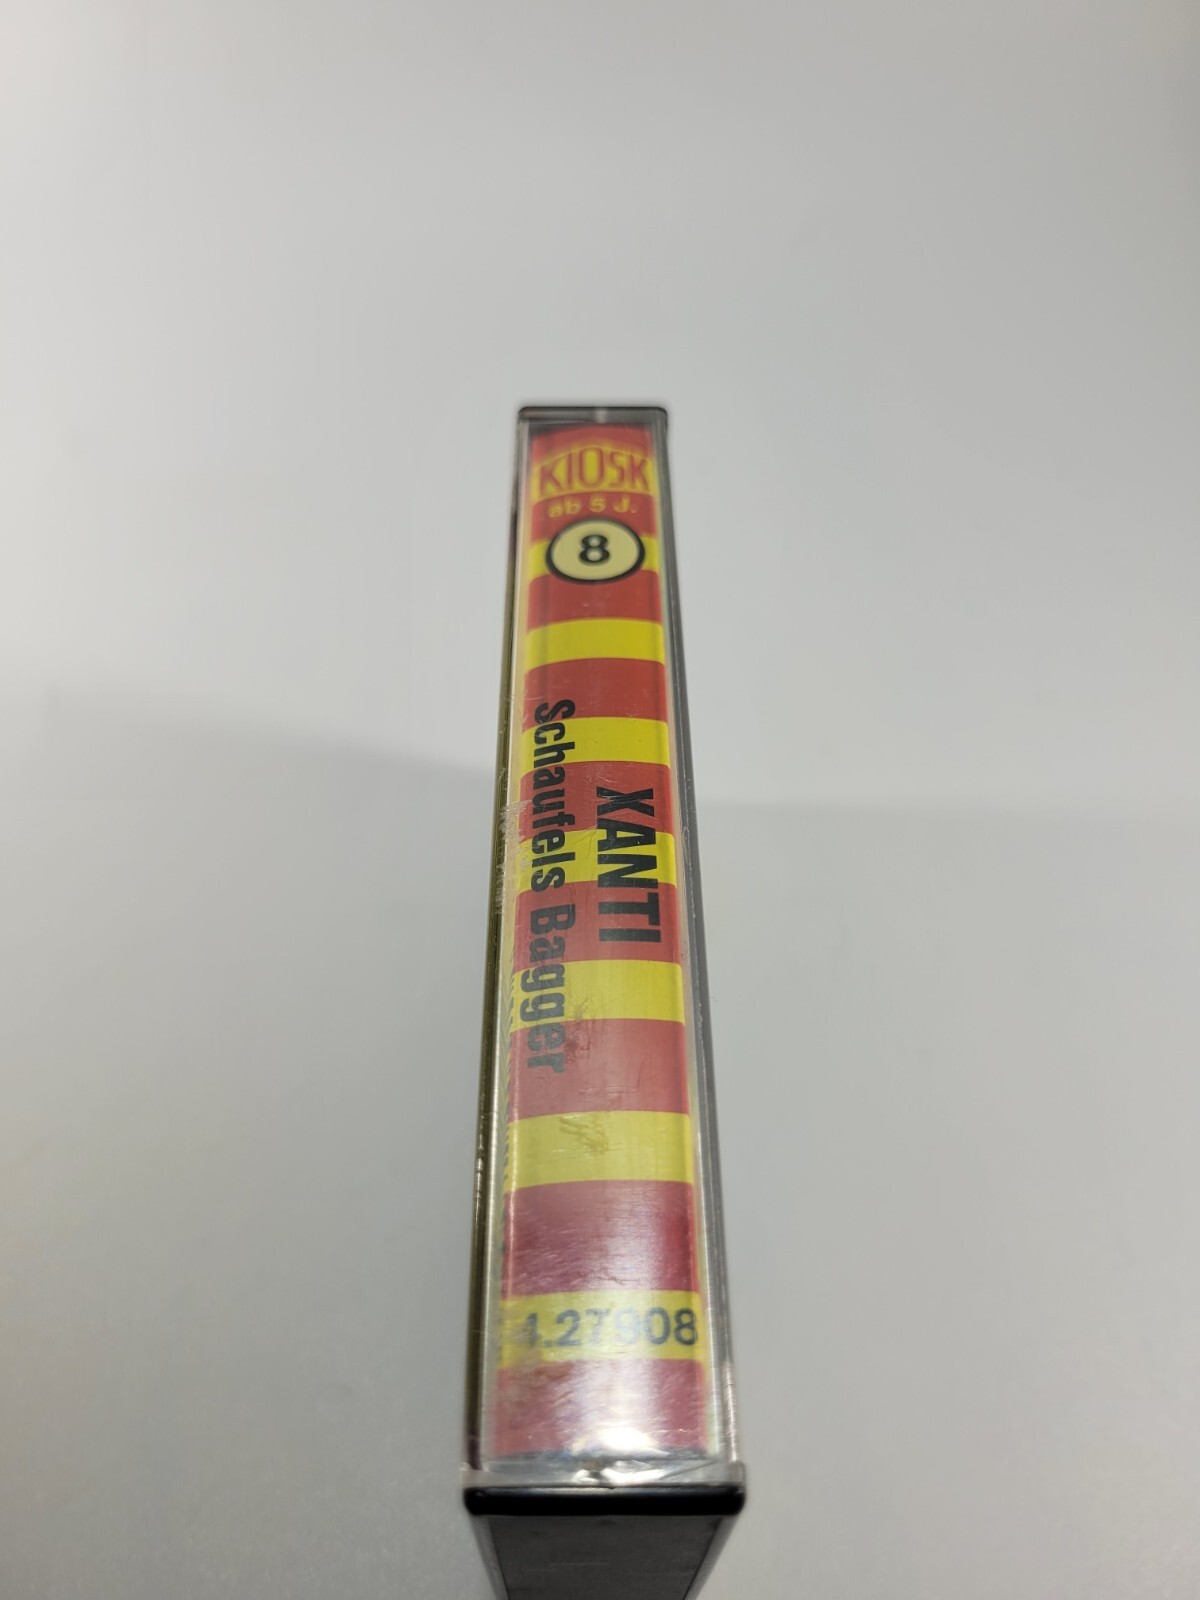 KIOSK
ab 5 J.
8
XANTI
Schaufels Bagger
4.27908